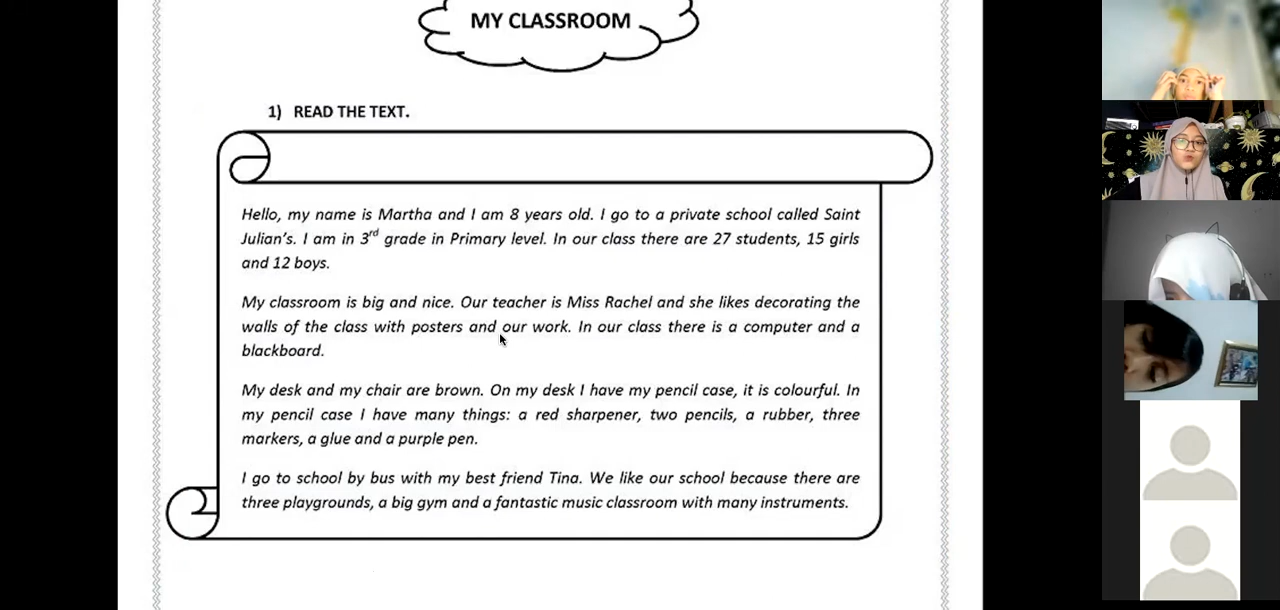 MY CLASSROOM
1) READ THE TEXT.
Hello, my name is Martha and I am 8 years old. I go to a private school called Saint
Julian's. I am in 3rd grade in Primary level. In our class there are 27 students, 15 girls
and 12 boys.
My classroom is big and nice. Our teacher is Miss Rachel and she likes decorating the
walls of the class with posters and our work. In our class there is a computer and a
blackboard.
My desk and my chair are brown. On my desk I have my pencil case, it is colourful. In
my pencil case I have many things: a red sharpener, two pencils, a rubber, three
markers, a glue and a purple pen.
I go to school by bus with my best friend Tina. We like our school because there are
three playgrounds, a big gym and a fantastic music classroom with many instruments.